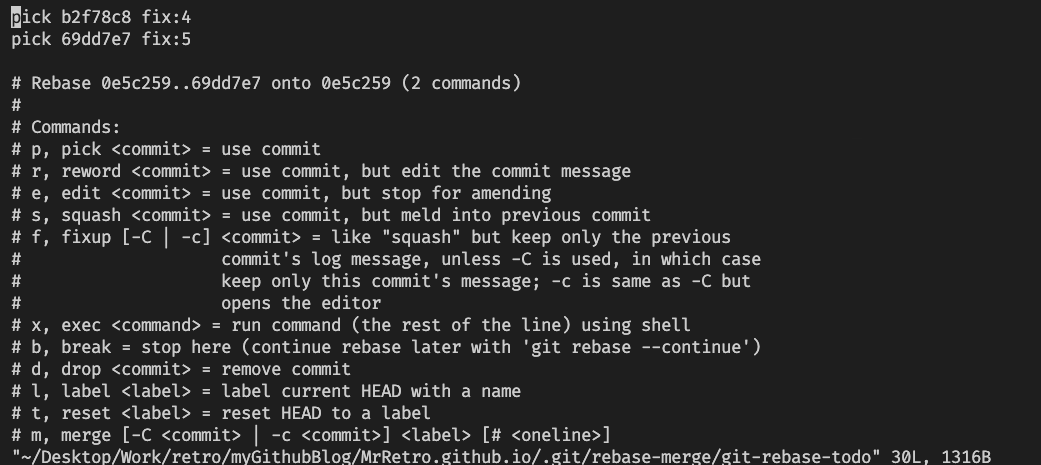 pick b2f78c8 fix:4
pick 69dd7e7 fix:5
# Rebase 0e5c259..69dd7e7 onto 0e5c259 (2 commands)
#
# Commands:
# p, pick <commit> = use commit
# r, reword <commit> = use commit, but edit the commit message
# e, edit <commit> = use commit, but stop for amending
# s, squash <commit> = use commit, but meld into previous commit
# f, fixup [-C | -c] <commit> = like "squash" but keep only the previous
#                    commit's log message, unless -C is used, in which case
#                    keep only this commit's message; -c is same as -C but
#                    opens the editor
# x, exec <command> = run command (the rest of the line) using shell
# b, break = stop here (continue rebase later with 'git rebase --continue')
# d, drop <commit> = remove commit
# l, label <label> = label current HEAD with a name
# t, reset <label> = reset HEAD to a label
# m, merge [-C <commit> | -c <commit>] <label> [# <oneline>]
"~/Desktop/Work/retro/myGithubBlog/MrRetro.github.io/.git/rebase-merge/git-rebase-todo" 30L, 1316B